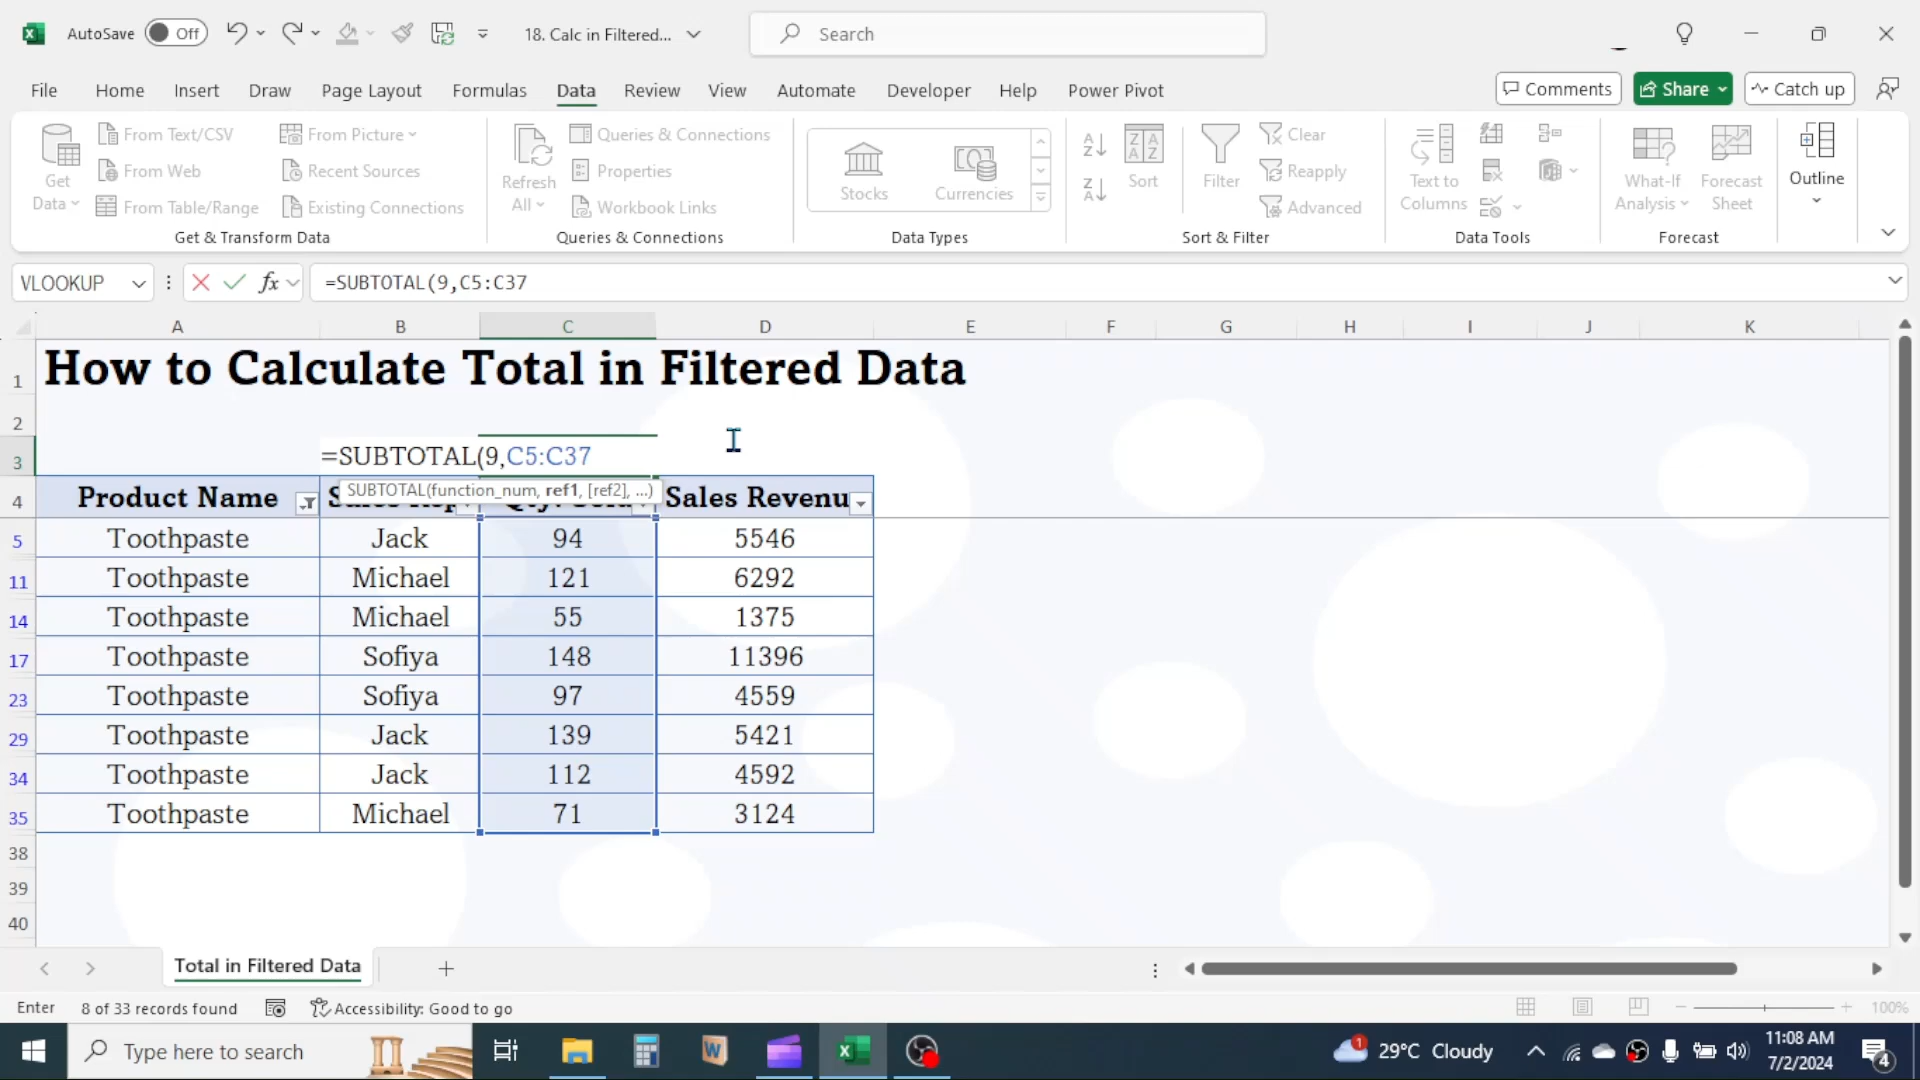 AutoSave Off 18. Calc in Filtered... Search
File Home Insert Draw Page Layout Formulas Data Review View Automate Developer Help Power Pivot Comments Share Catch up
Get Data From Text/CSV From Web From Table/Range From Picture Recent Sources Existing Connections
Get & Transform Data
Refresh All Queries & Connections Properties Workbook Links
Queries & Connections
Stocks Currencies
Data Types
Sort Filter Clear Reapply Advanced
Sort & Filter
Text to Columns
Data Tools
What-If Analysis Forecast Sheet
Forecast
Outline
VLOOKUP fx =SUBTOTAL(9,C5:C37
A B C D E F G H I J K
1 How to Calculate Total in Filtered Data
2
3 =SUBTOTAL(9,C5:C37
SUBTOTAL(function_num, ref1, [ref2], ...)
4 Product Name Sales Revenu
5 Toothpaste Jack 94 5546
11 Toothpaste Michael 121 6292
14 Toothpaste Michael 55 1375
17 Toothpaste Sofiya 148 11396
23 Toothpaste Sofiya 97 4559
29 Toothpaste Jack 139 5421
34 Toothpaste Jack 112 4592
35 Toothpaste Michael 71 3124
38
39
40
Total in Filtered Data
Enter 8 of 33 records found Accessibility: Good to go 100%
Type here to search 29°C Cloudy 11:08 AM
7/2/2024 4